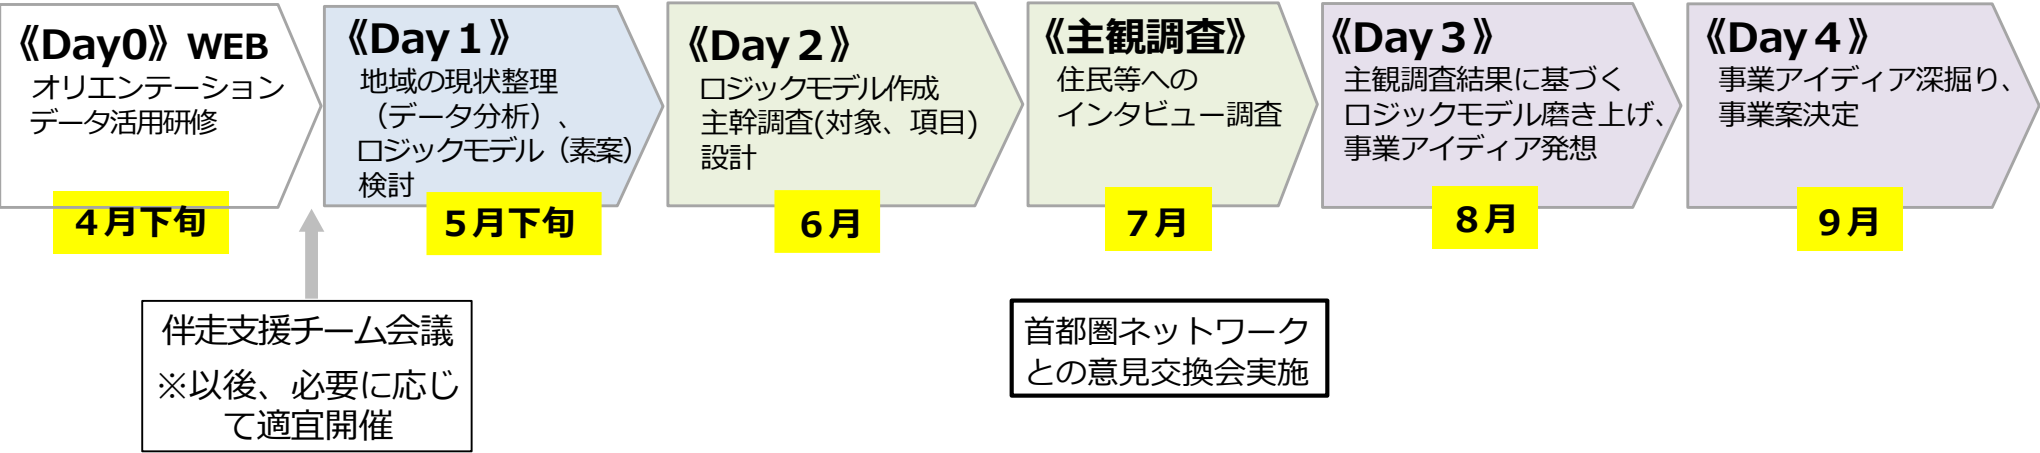 《Day0》WEB
オリエンテーション
データ活用研修
４月下旬
《Day１》
地域の現状整理
（データ分析）、
ロジックモデル（素案）
検討
５月下旬
《Day２》
ロジックモデル作成
主幹調査(対象、項目)
設計
６月
《主観調査》
住民等への
インタビュー調査
７月
《Day３》
主観調査結果に基づく
ロジックモデル磨き上げ、
事業アイディア発想
８月
《Day４》
事業アイディア深掘り、
事業案決定
９月
伴走支援チーム会議
※以後、必要に応じ
て適宜開催
首都圏ネットワーク
との意見交換会実施